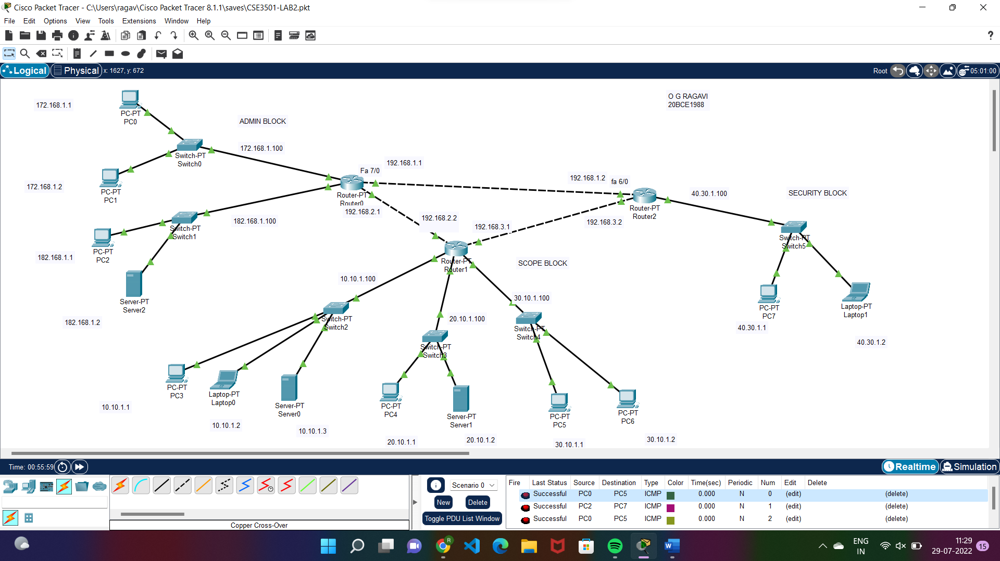 Cisco Packet Tracer - C:\Users\ragav\Cisco Packet Tracer 8.1.1\saves\CSE3501-LAB2.pkt
File Edit Options View Tools Extensions Window Help
?
Logical Physical x: 1627, y: 672 Root 05:01:00
172.168.1.1
PC-PT
PC0
ADMIN BLOCK
O G RAGAVI
20BCE1988
Switch-PT
Switch0
172.168.1.100
172.168.1.2
PC-PT
PC1
Fa 7/0
192.168.1.1
Router-PT
Router0
192.168.2.1
192.168.1.2
fa 6/0
Router-PT
Router2
40.30.1.100
SECURITY BLOCK
Switch-PT
Switch1
182.168.1.100
192.168.2.2
192.168.3.1
192.168.3.2
Switch-PT
Switch5
PC-PT
PC2
182.168.1.1
Router-PT
Router1
SCOPE BLOCK
Server-PT
Server2
182.168.1.2
10.10.1.100
Switch-PT
Switch2
20.10.1.100
30.10.1.100
Switch-PT
Switch3
Switch-PT
Switch4
PC-PT
PC7
40.30.1.1
Laptop-PT
Laptop1
40.30.1.2
PC-PT
PC3
10.10.1.1
Laptop-PT
Laptop0
10.10.1.2
Server-PT
Server0
10.10.1.3
PC-PT
PC4
20.10.1.1
Server-PT
Server1
20.10.1.2
PC-PT
PC5
30.10.1.1
PC-PT
PC6
30.10.1.2
Time: 00:55:59 Realtime Simulation
Copper Cross-Over
Scenario 0
New Delete
Toggle PDU List Window
Fire Last Status Source Destination Type Color Time(sec) Periodic Num Edit Delete
Successful PC0 PC5 ICMP 0.000 N 0 (edit) (delete)
Successful PC2 PC7 ICMP 0.000 N 1 (edit) (delete)
Successful PC0 PC5 ICMP 0.000 N 2 (edit) (delete)
R
ENG
IN
11:29
29-07-2022
15